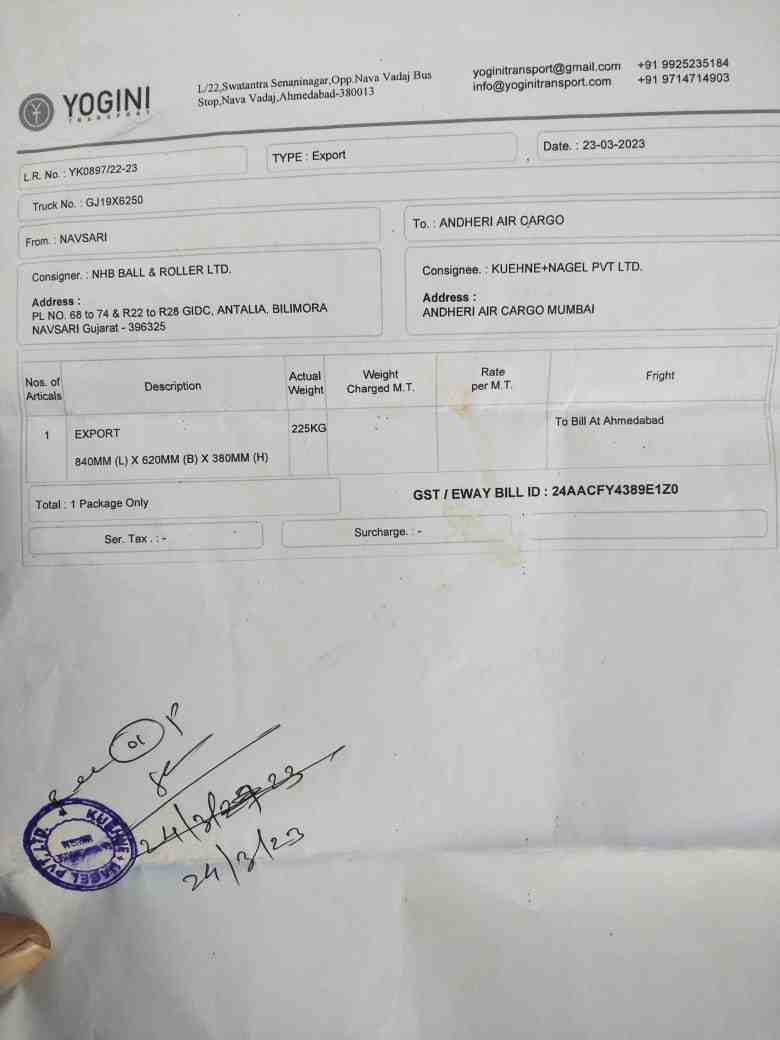 YOGINI
TRANSPORT
L/22,Swatantra Senaninagar,Opp.Nava Vadaj Bus
Stop,Nava Vadaj,Ahmedabad-380013
yoginitransport@gmail.com
info@yoginitransport.com
+91 9925235184
+91 9714714903
L.R. No. : YK0897/22-23
TYPE : Export
Date. : 23-03-2023
Truck No. : GJ19X6250
From. : NAVSARI
To. : ANDHERI AIR CARGO
Consigner. : NHB BALL & ROLLER LTD.
Address :
PL NO. 68 to 74 & R22 to R28 GIDC, ANTALIA, BILIMORA
NAVSARI Gujarat - 396325
Consignee. : KUEHNE+NAGEL PVT LTD.
Address :
ANDHERI AIR CARGO MUMBAI
Nos. of Articals
Description
Actual Weight
Weight Charged M.T.
Rate per M.T.
Fright
1
EXPORT
225KG
To Bill At Ahmedabad
840MM (L) X 620MM (B) X 380MM (H)
Total : 1 Package Only
GST / EWAY BILL ID : 24AACFY4389E1Z0
Ser. Tax . : -
Surcharge. : -
01
24/3/23
KUEHNE + NAGEL PVT. LTD.